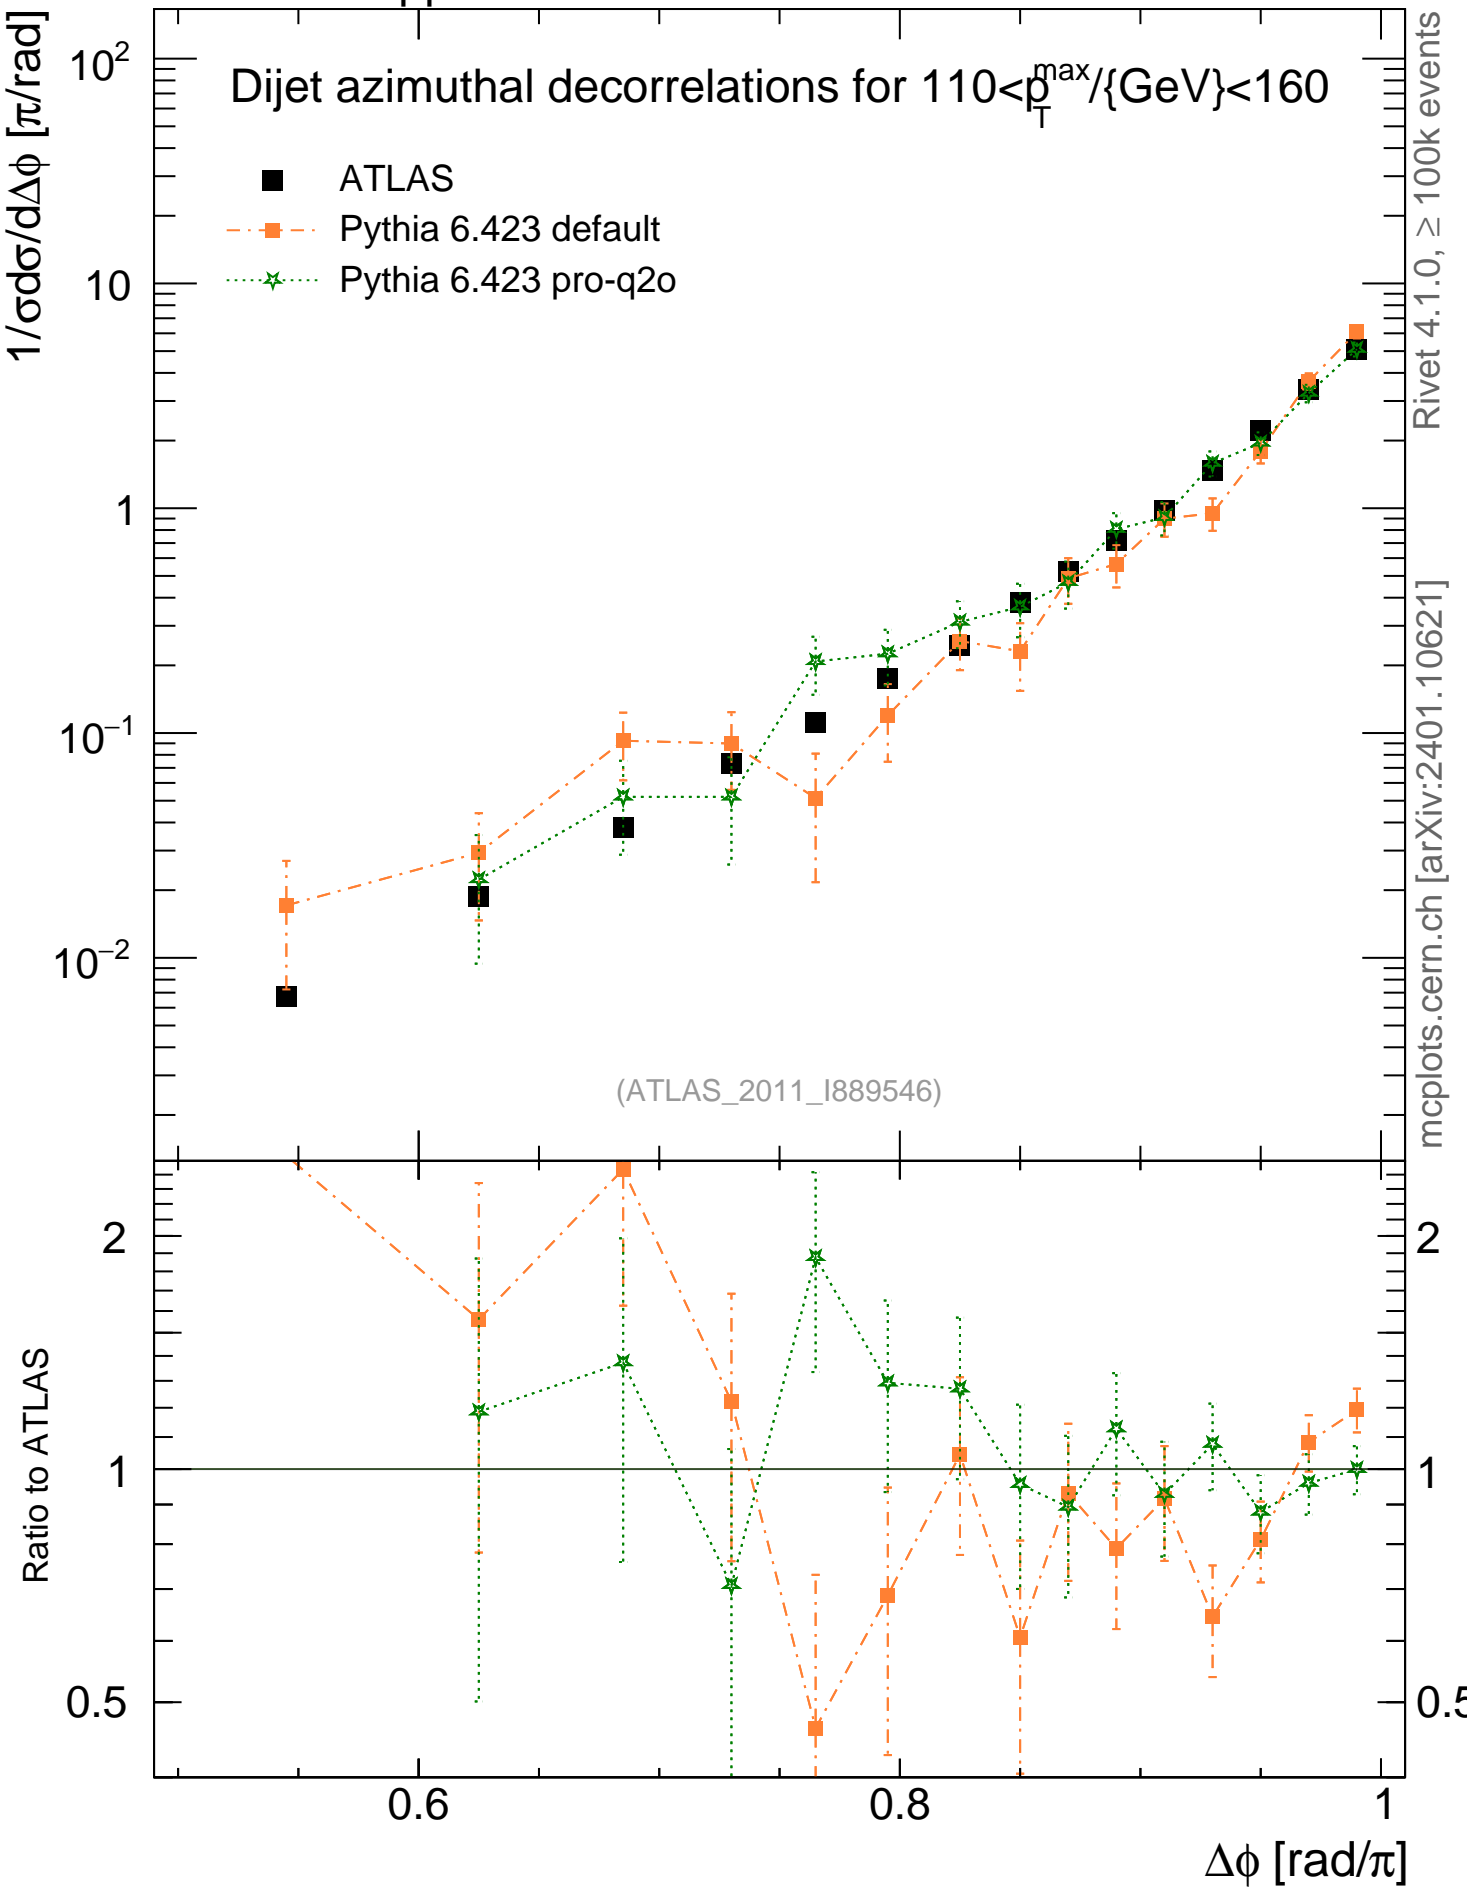 Dijet azimuthal decorrelations for 110<p_T^max/{GeV}<160
ATLAS
Pythia 6.423 default
Pythia 6.423 pro-q2o
1/σdσ/dΔϕ [π/rad]
10²
10
1
10⁻¹
10⁻²
(ATLAS_2011_I889546)
Rivet 4.1.0, ≥ 100k events
mcplots.cern.ch [arXiv:2401.10621]
Ratio to ATLAS
2
1
0.5
2
1
0.5
0.6
0.8
1
Δϕ [rad/π]